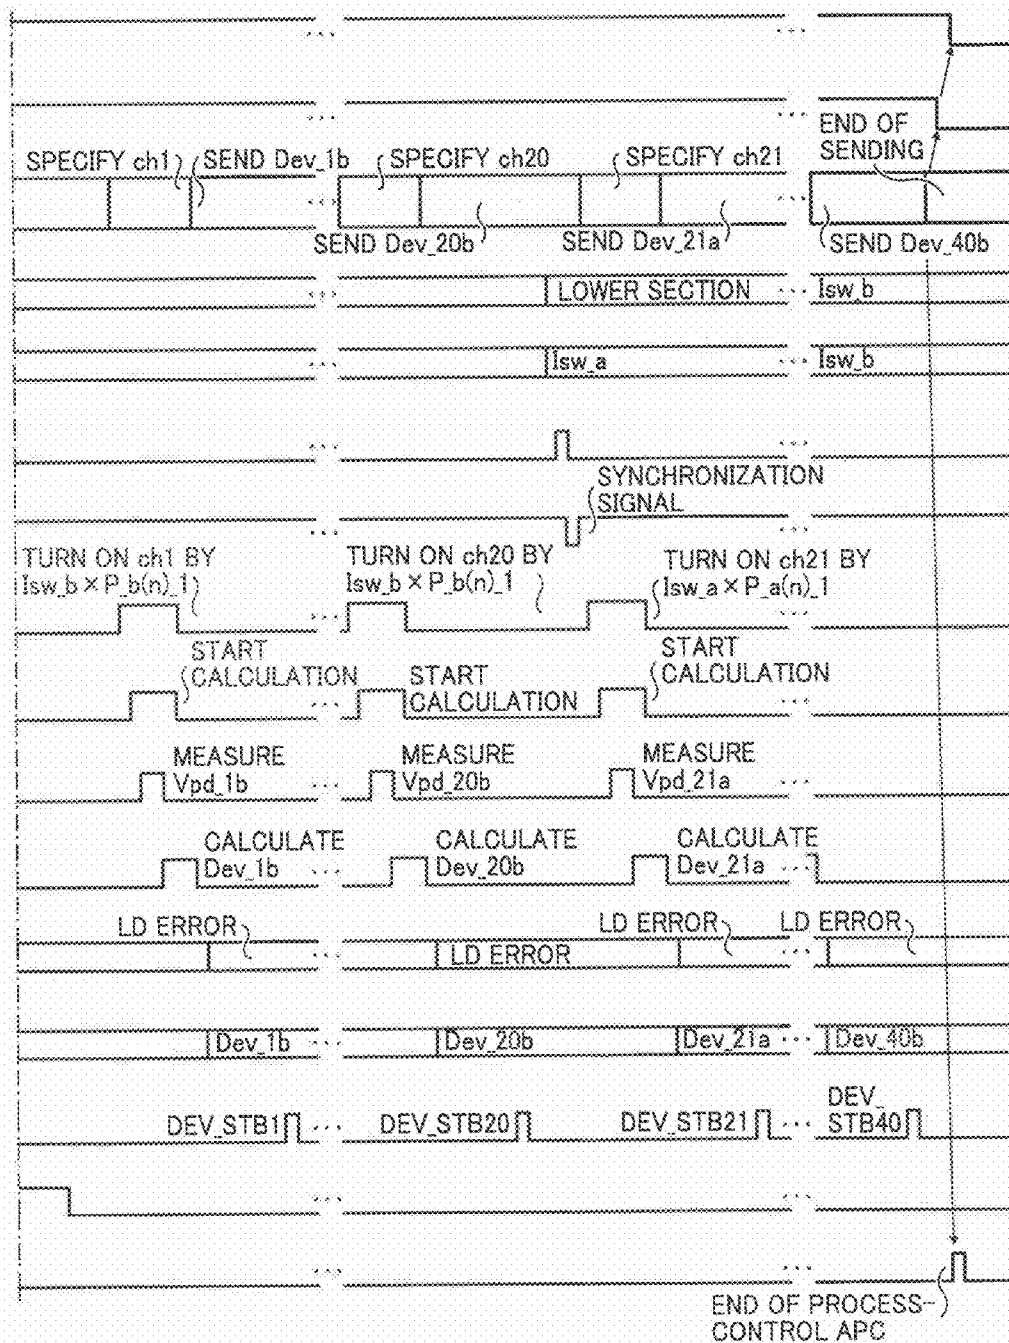 END OF
SENDING
SPECIFY ch1
SEND Dev_1b
SPECIFY ch20
SPECIFY ch21
SEND Dev_20b
SEND Dev_21a
SEND Dev_40b
LOWER SECTION
Isw_b
Isw_a
Isw_b
SYNCHRONIZATION
SIGNAL
TURN ON ch1 BY
Isw_b × P_b(n)_1
TURN ON ch20 BY
Isw_b × P_b(n)_1
TURN ON ch21 BY
Isw_a × P_a(n)_1
START
CALCULATION
START
CALCULATION
START
CALCULATION
MEASURE
Vpd_1b
MEASURE
Vpd_20b
MEASURE
Vpd_21a
CALCULATE
Dev_1b
CALCULATE
Dev_20b
CALCULATE
Dev_21a
LD ERROR
LD ERROR
LD ERROR
LD ERROR
Dev_1b
Dev_20b
Dev_21a
Dev_40b
DEV_STB1
DEV_STB20
DEV_STB21
DEV_
STB40
END OF PROCESS-
CONTROL APC